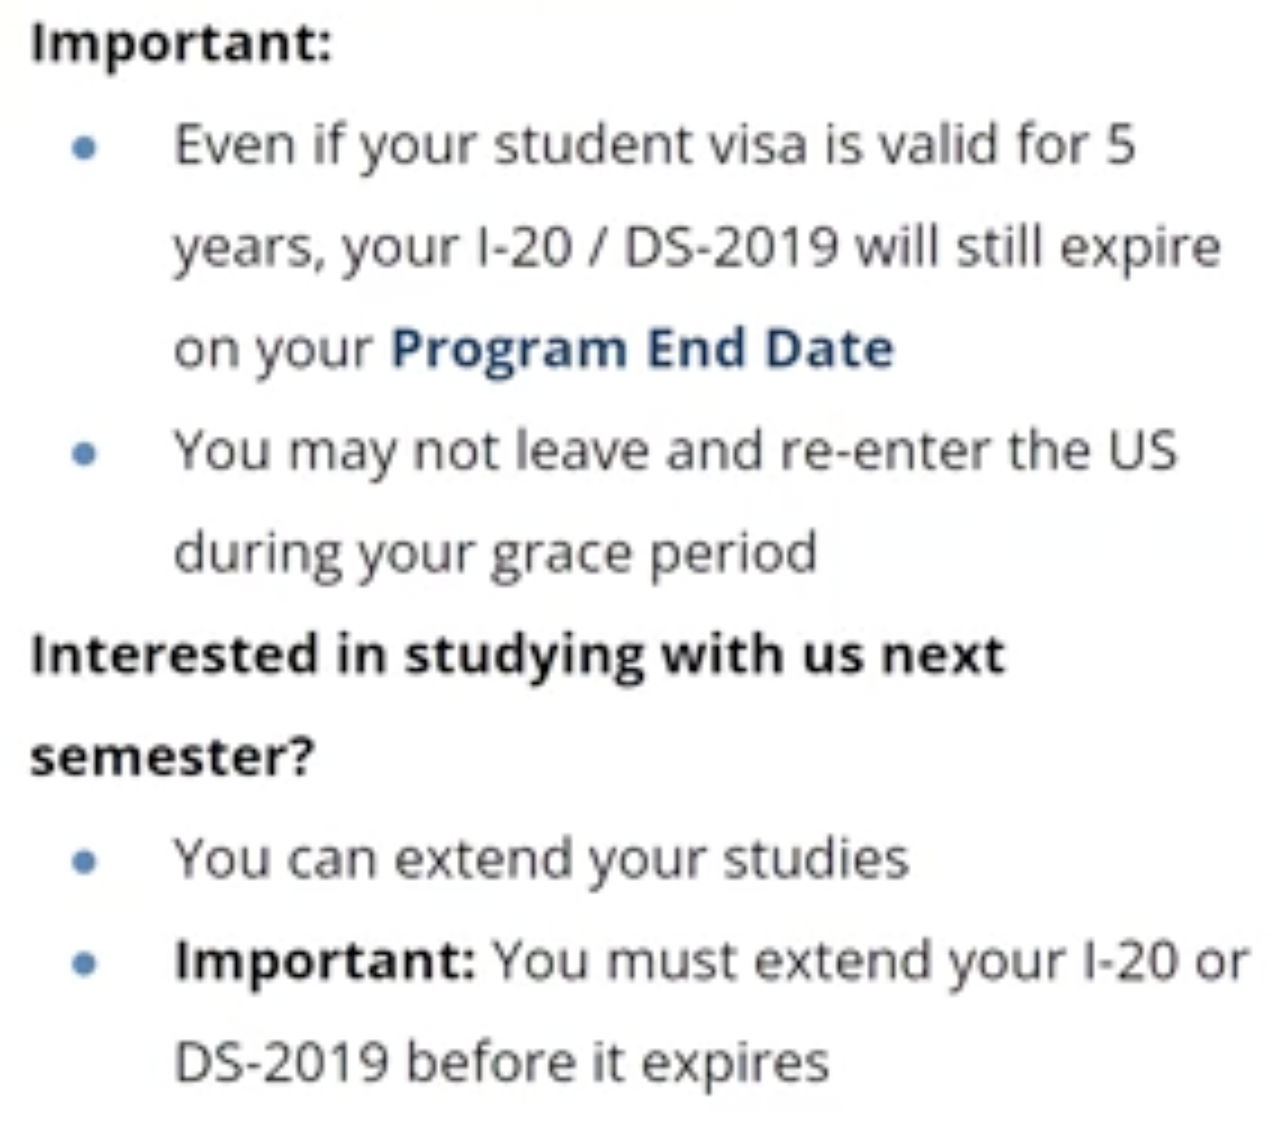 Important:
Even if your student visa is valid for 5
years, your I-20 / DS-2019 will still expire
on your Program End Date
You may not leave and re-enter the US
during your grace period
Interested in studying with us next
semester?
You can extend your studies
Important: You must extend your I-20 or
DS-2019 before it expires